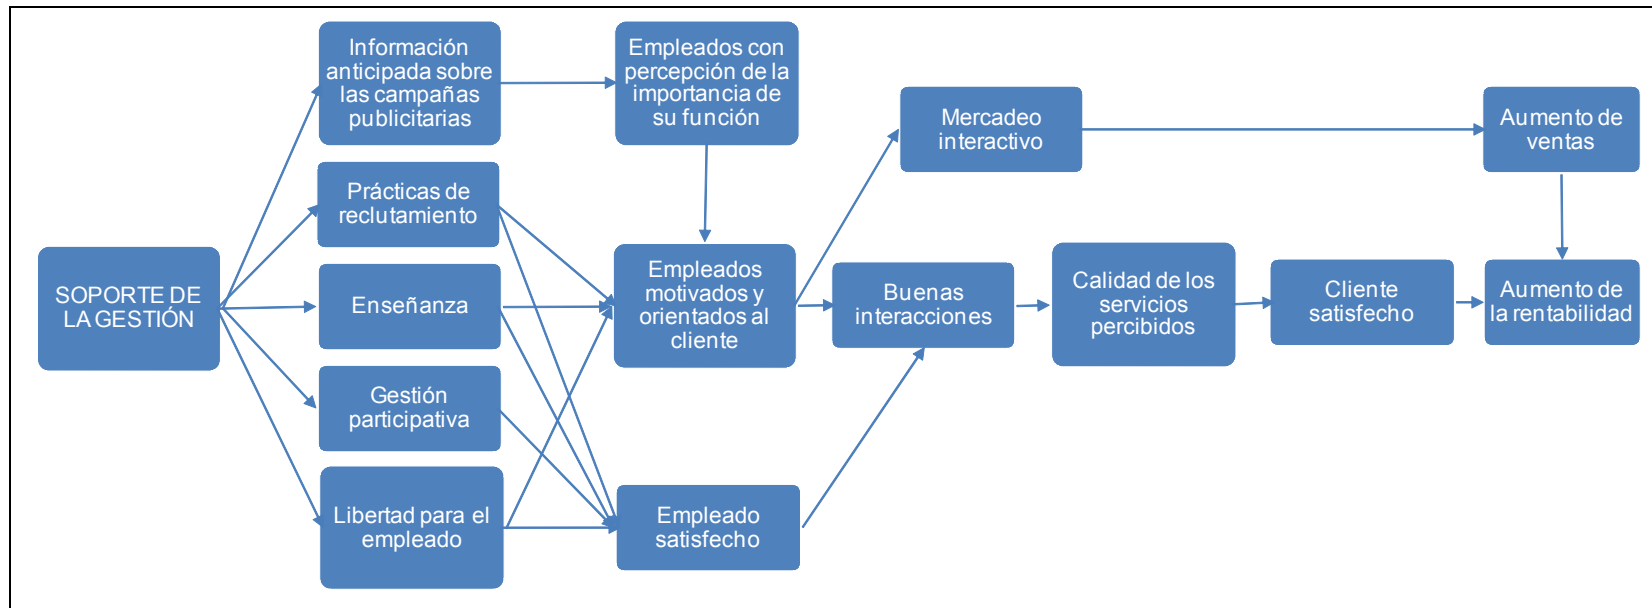 Información
anticipada sobre
las campañas
publicitarias
Empleados con
percepción de la
importancia de
su función
Mercadeo
interactivo
Aumento de
ventas
Prácticas de
reclutamiento
SOPORTE DE
LA GESTIÓN
Enseñanza
Empleados
motivados y
orientados al
cliente
Buenas
interacciones
Calidad de los
servicios
percibidos
Cliente
satisfecho
Aumento de
la rentabilidad
Gestión
participativa
Libertad para el
empleado
Empleado
satisfecho